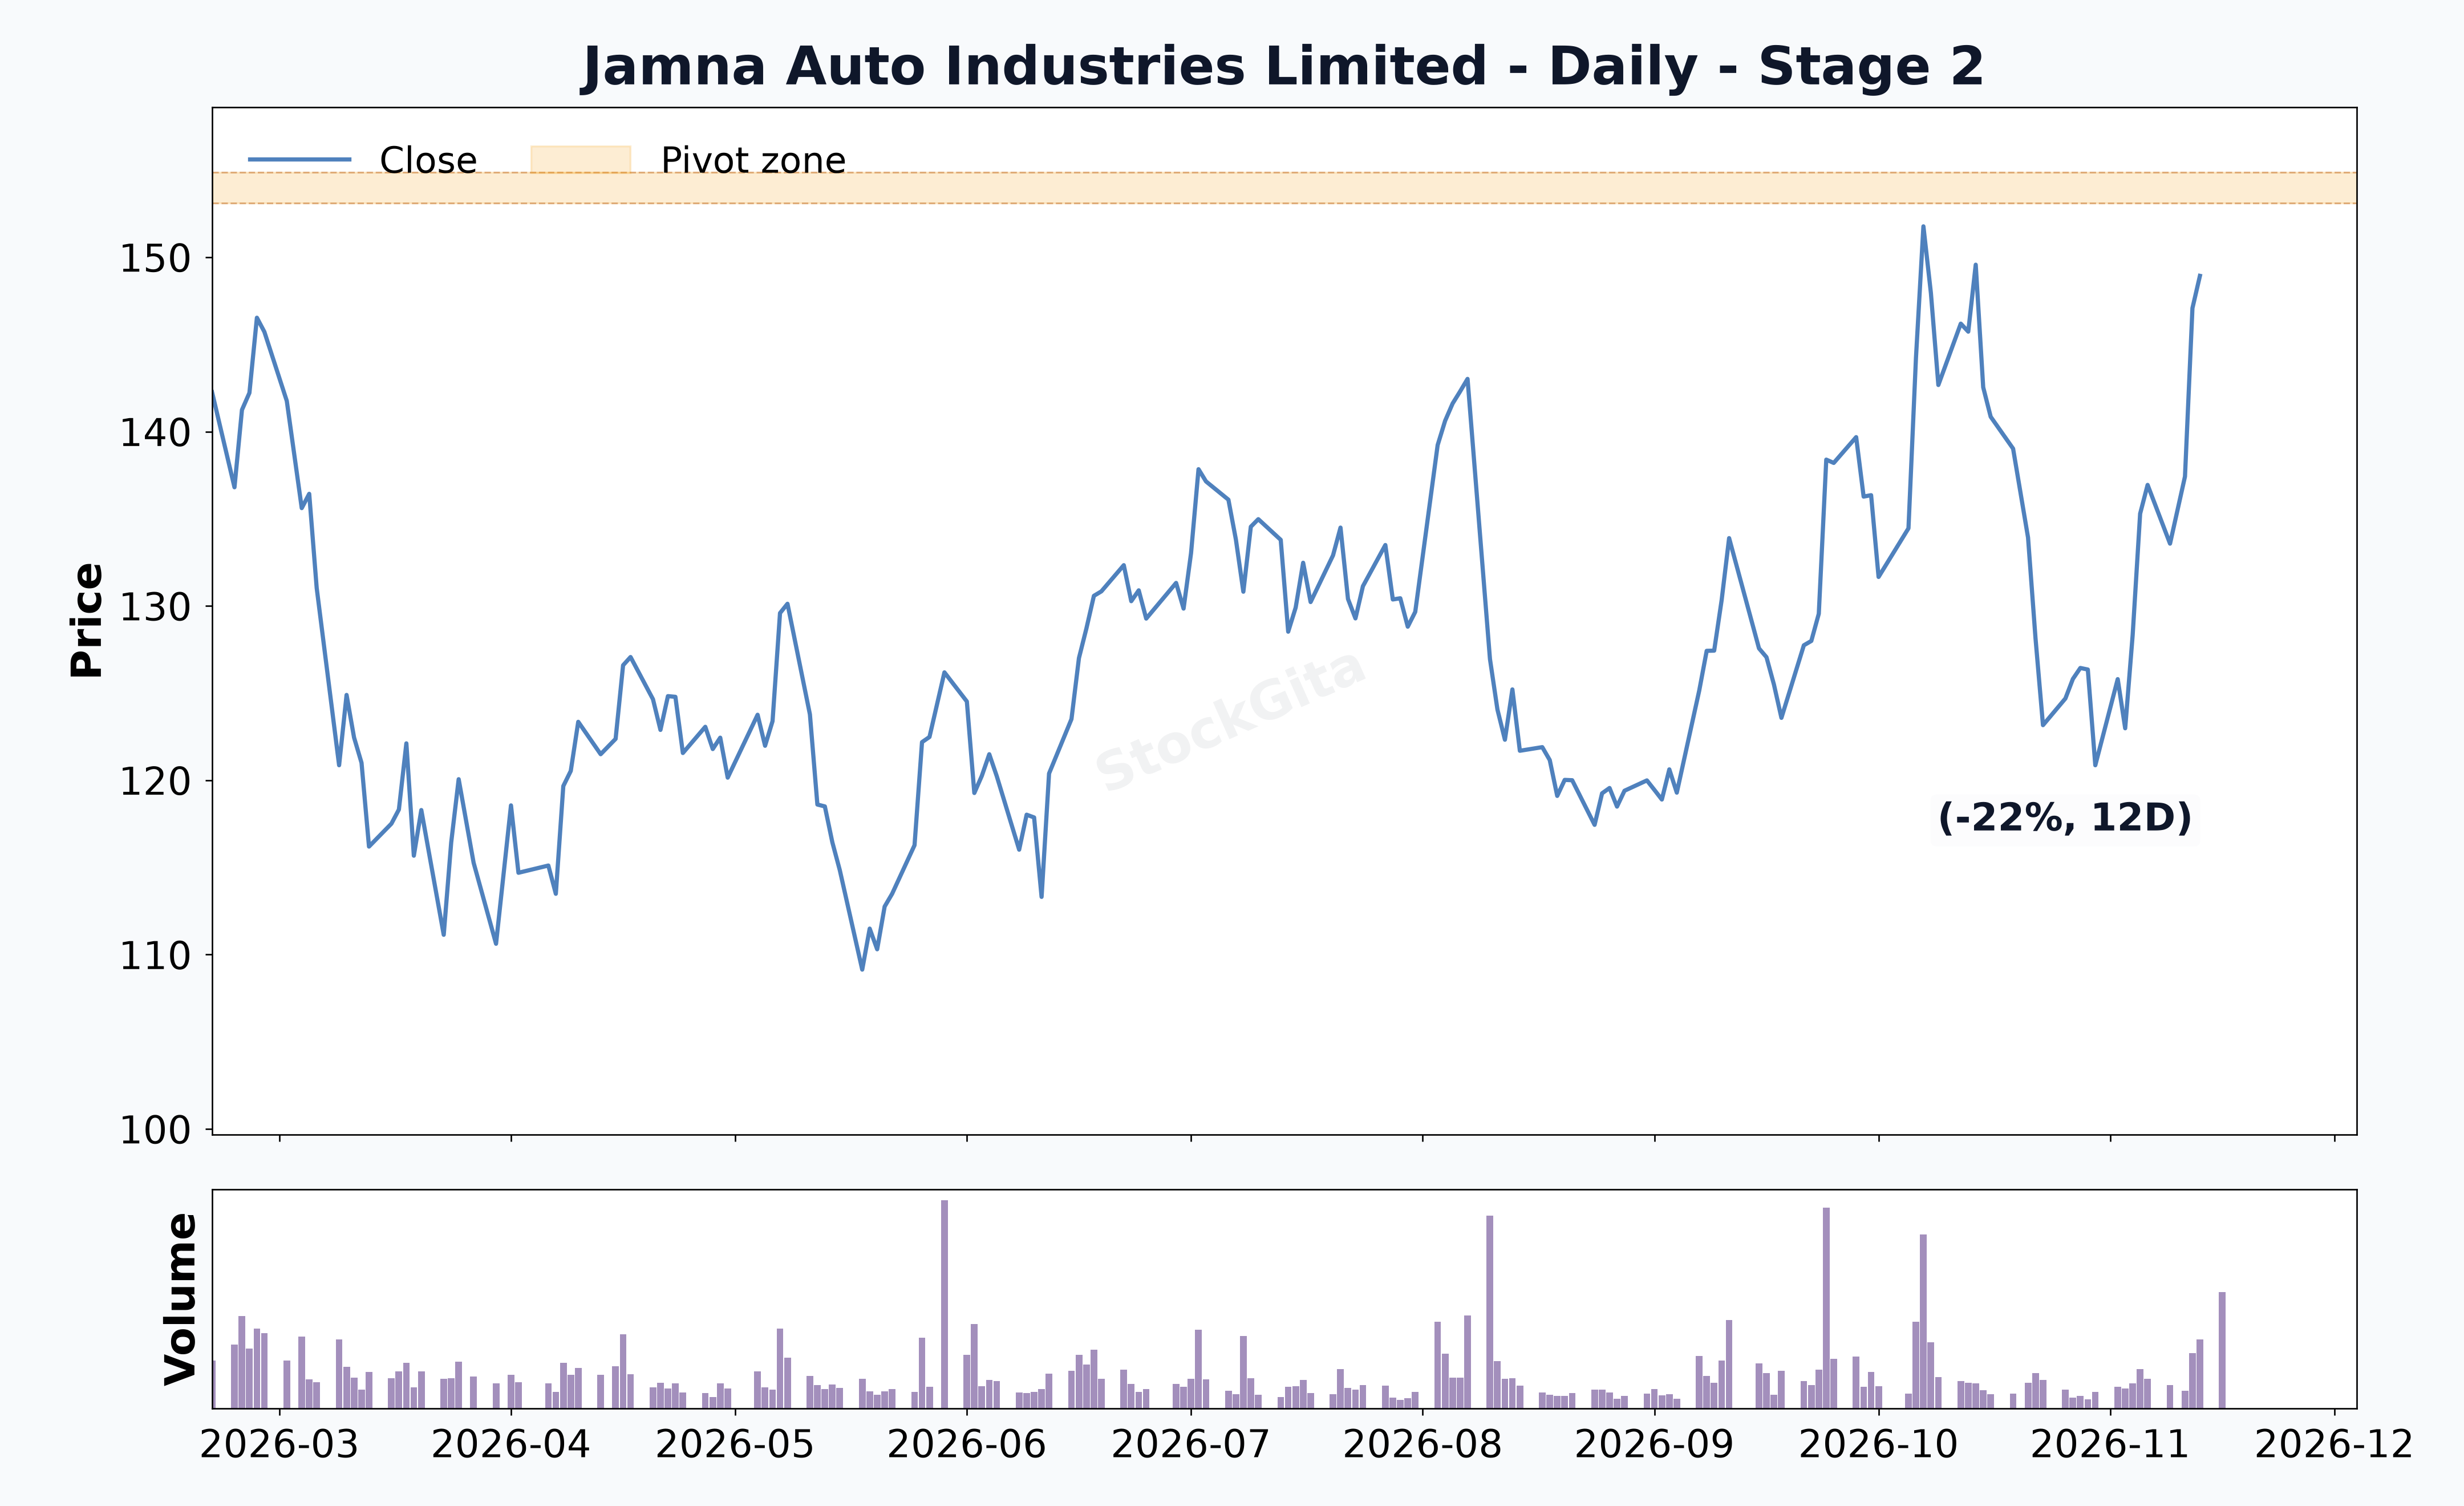 Jamna Auto Industries Limited - Daily - Stage 2
Close
Pivot zone
Price
150
140
130
120
110
100
StockGita
(-22%, 12D)
Volume
2026-03
2026-04
2026-05
2026-06
2026-07
2026-08
2026-09
2026-10
2026-11
2026-12